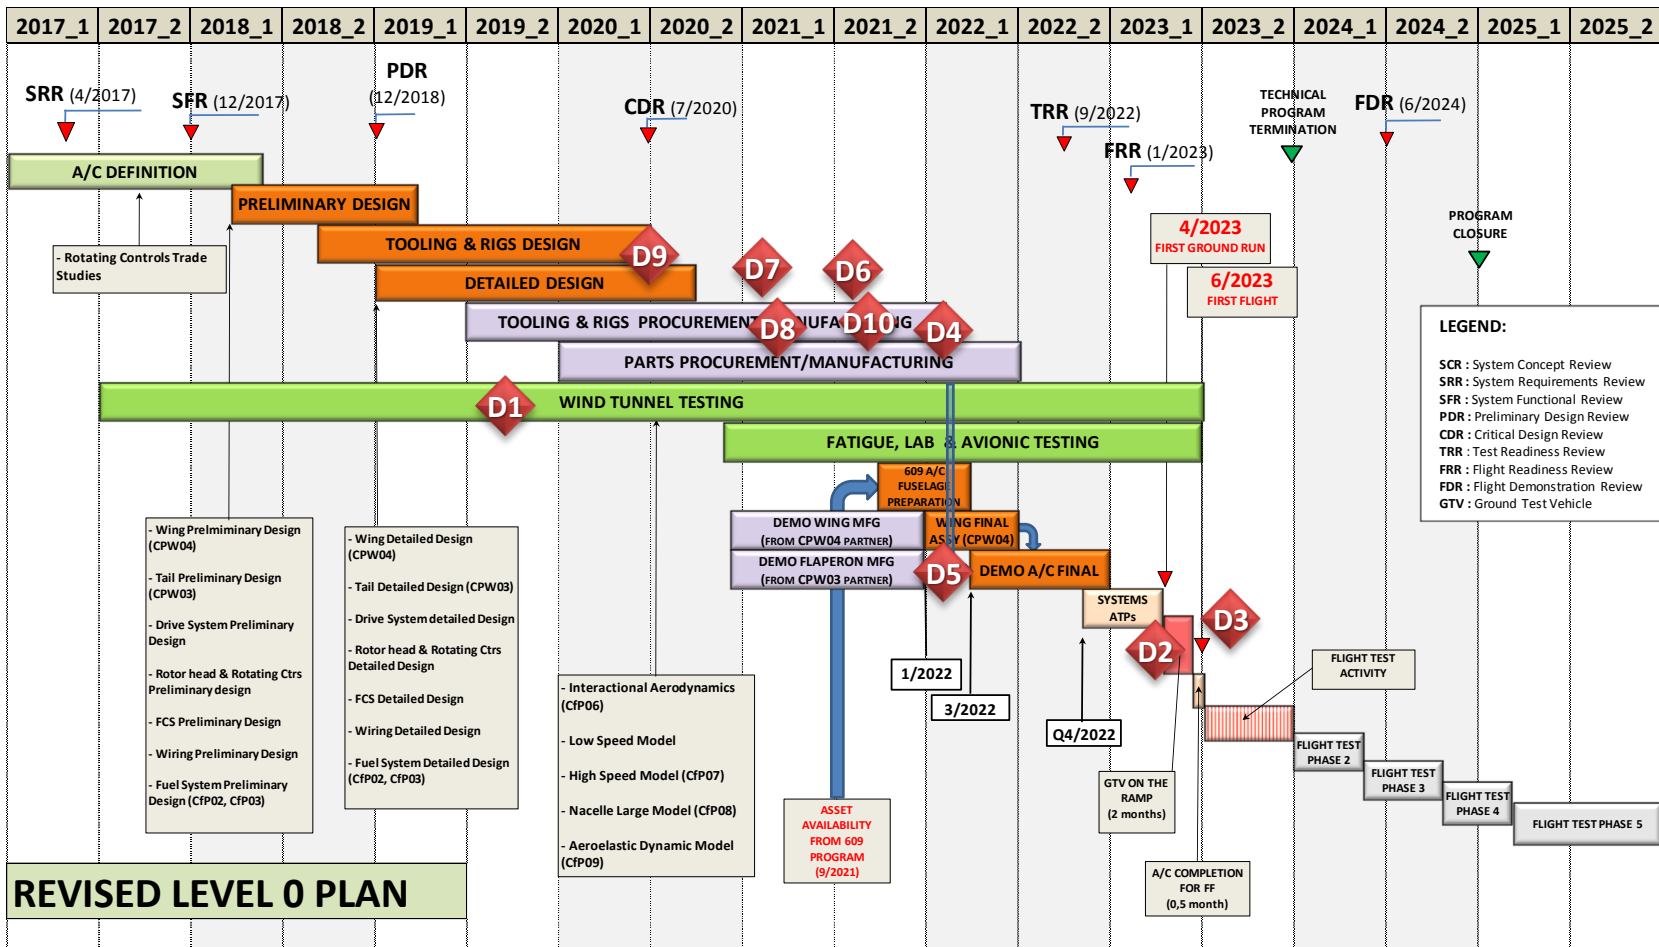 2017_1 2017_2 2018_1 2018_2 2019_1 2019_2 2020_1 2020_2 2021_1 2021_2 2022_1 2022_2 2023_1 2023_2 2024_1 2024_2 2025_1 2025_2
SRR (4/2017)
SFR (12/2017)
PDR
(12/2018)
CDR (7/2020)
TRR (9/2022)
FRR (1/2023)
TECHNICAL
PROGRAM
TERMINATION
FDR (6/2024)
A/C DEFINITION
PRELIMINARY DESIGN
- Rotating Controls Trade
Studies
TOOLING & RIGS DESIGN
D9
D7
D6
4/2023
FIRST GROUND RUN
6/2023
FIRST FLIGHT
PROGRAM
CLOSURE
DETAILED DESIGN
TOOLING & RIGS PROCUREMENT/MANUFACTURING
D8
D10
D4
PARTS PROCUREMENT/MANUFACTURING
LEGEND:
SCR : System Concept Review
SRR : System Requirements Review
SFR : System Functional Review
PDR : Preliminary Design Review
CDR : Critical Design Review
TRR : Test Readiness Review
FRR : Flight Readiness Review
FDR : Flight Demonstration Review
GTV : Ground Test Vehicle
D1
WIND TUNNEL TESTING
FATIGUE, LAB & AVIONIC TESTING
609 A/C
FUSELAGE
PREPARATION
DEMO WING MFG
(FROM CPW04 PARTNER)
WING FINAL
ASSY (CPW04)
DEMO FLAPERON MFG
(FROM CPW03 PARTNER)
D5
DEMO A/C FINAL
SYSTEMS
ATPs
D2
D3
- Wing Prelmiminary Design
(CPW04)
- Tail Preliminary Design
(CPW03)
- Drive System Preliminary
Design
- Rotor head & Rotating Ctrs
Preliminary design
- FCS Preliminary Design
- Wiring Preliminary Design
- Fuel System Preliminary
Design (CfP02, CfP03)
- Wing Detailed Design
(CPW04)
- Tail Detailed Design (CPW03)
- Drive System detailed Design
- Rotor head & Rotating Ctrs
Detailed Design
- FCS Detailed Design
- Wiring Detailed Design
- Fuel System Detailed Design
(CfP02, CfP03)
- Interactional Aerodynamics
(CfP06)
- Low Speed Model
- High Speed Model (CfP07)
- Nacelle Large Model (CfP08)
- Aeroelastic Dynamic Model
(CfP09)
1/2022
3/2022
Q4/2022
FLIGHT TEST
ACTIVITY
ASSET
AVAILABILITY
FROM 609
PROGRAM
(9/2021)
GTV ON THE
RAMP
(2 months)
A/C COMPLETION
FOR FF
(0,5 month)
FLIGHT TEST
PHASE 2
FLIGHT TEST
PHASE 3
FLIGHT TEST
PHASE 4
FLIGHT TEST PHASE 5
REVISED LEVEL 0 PLAN